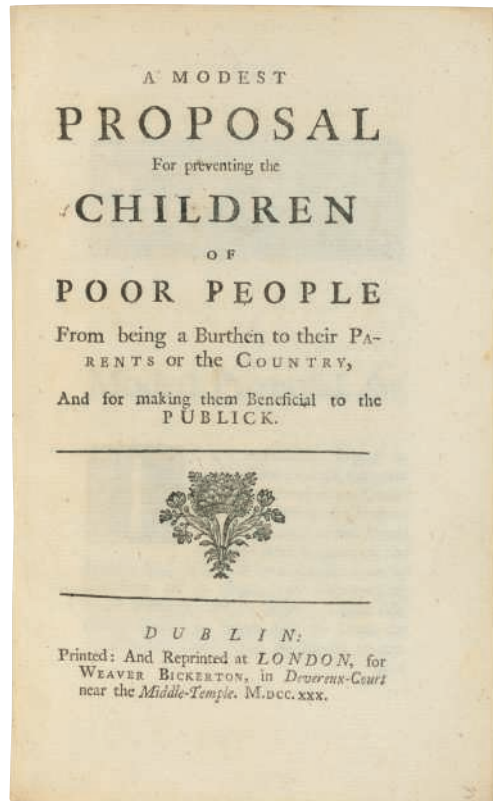 A MODEST
PROPOSAL
For preventing the
CHILDREN
OF
POOR PEOPLE
From being a Burthen to their PA-
RENTS or the COUNTRY,
And for making them Beneficial to the
PUBLICK.
DUBLIN:
Printed: And Reprinted at LONDON, for
WEAVER BICKERTON, in Devereux-Court
near the Middle-Temple. M.DCC.XXX.